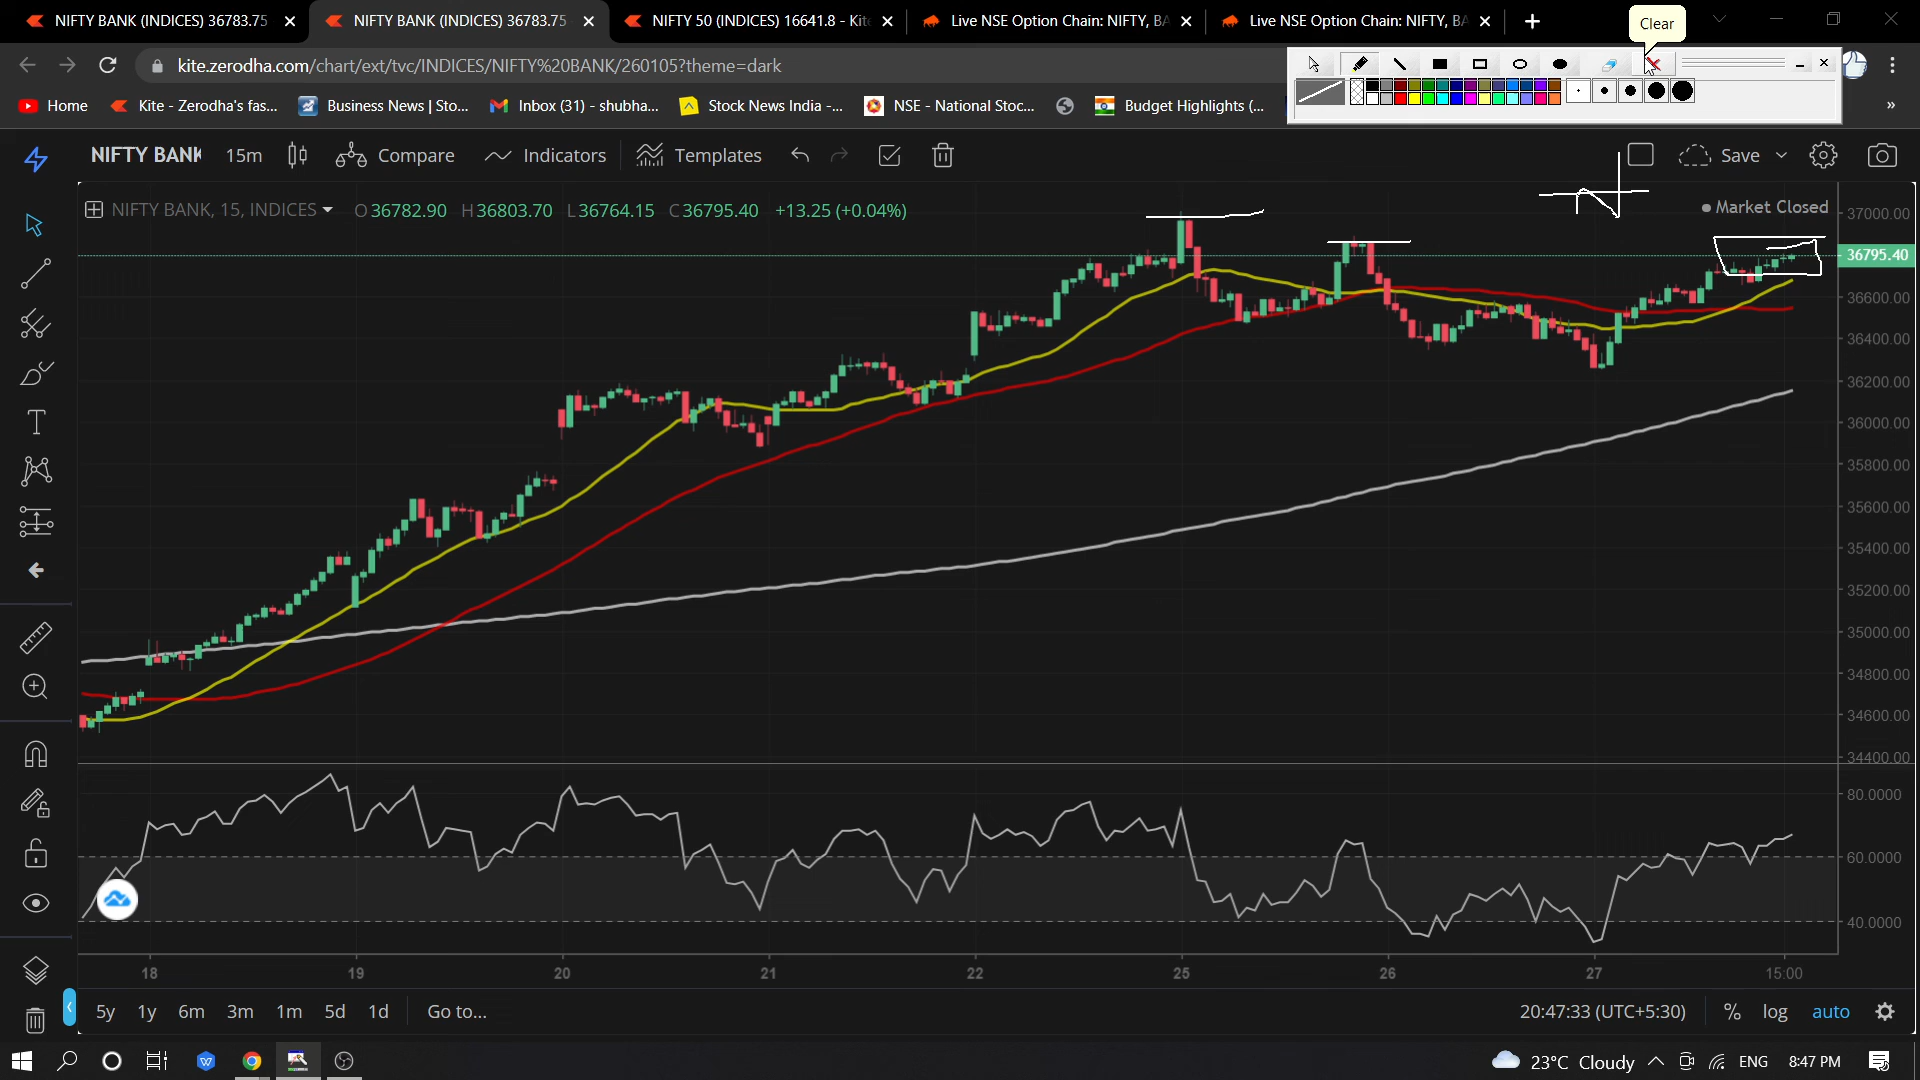 NIFTY BANK (INDICES) 36783.75
NIFTY BANK (INDICES) 36783.75
NIFTY 50 (INDICES) 16641.8 - Kite
Live NSE Option Chain: NIFTY, BA
Live NSE Option Chain: NIFTY, BA
Clear
kite.zerodha.com/chart/ext/tvc/INDICES/NIFTY%20BANK/260105?theme=dark
Home
Kite - Zerodha's fas...
Business News | Sto...
Inbox (31) - shubha...
Stock News India -...
NSE - National Stoc...
Budget Highlights (...
»
NIFTY BANK
15m
Compare
Indicators
Templates
Save
NIFTY BANK, 15, INDICES
O 36782.90 H 36803.70 L 36764.15 C 36795.40 +13.25 (+0.04%)
Market Closed
37000.00
36795.40
36600.00
36400.00
36200.00
36000.00
35800.00
35600.00
35400.00
35200.00
35000.00
34800.00
34600.00
34400.00
80.0000
60.0000
40.0000
18 19 20 21 22 25 26 27 15:00
5y 1y 6m 3m 1m 5d 1d Go to...
20:47:33 (UTC+5:30) % log auto
23°C Cloudy ENG 8:47 PM